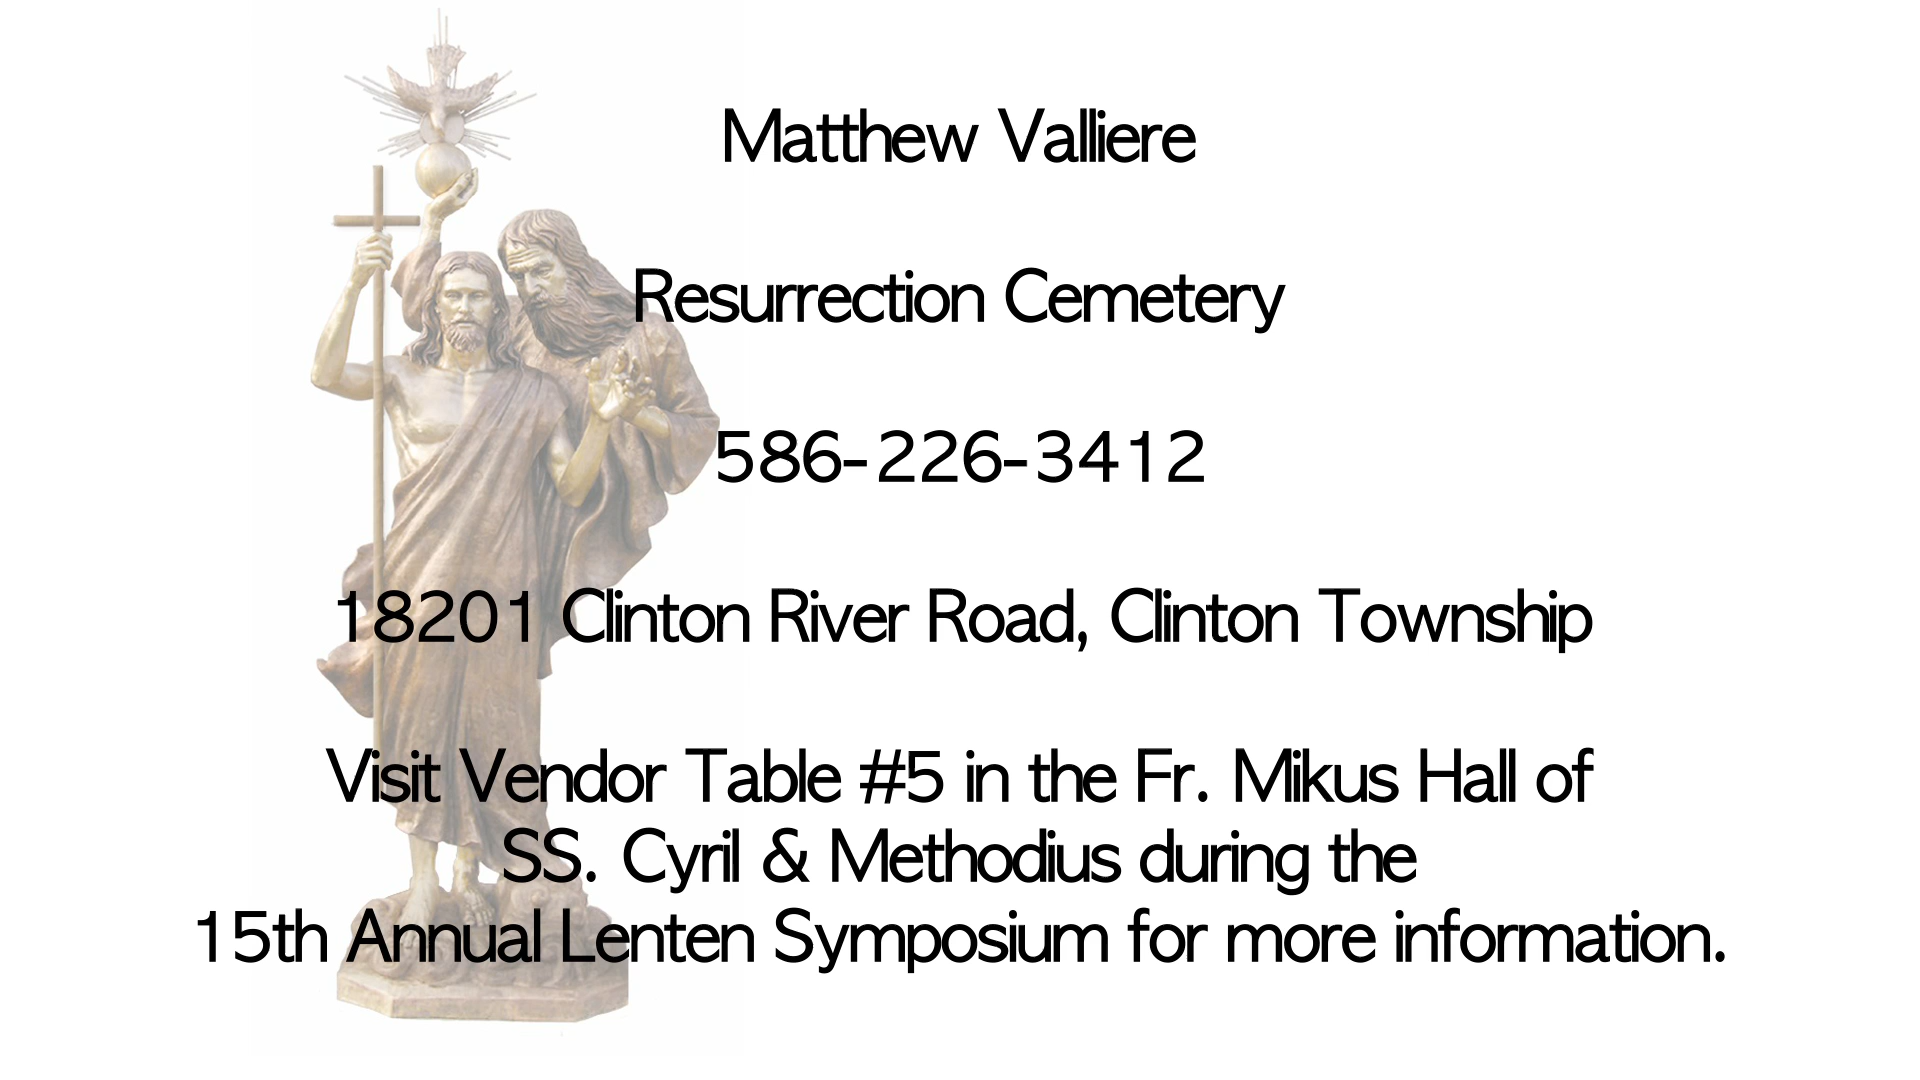 Matthew Valliere
Resurrection Cemetery
586-226-3412
18201 Clinton River Road, Clinton Township
Visit Vendor Table #5 in the Fr. Mikus Hall of
SS. Cyril & Methodius during the
15th Annual Lenten Symposium for more information.